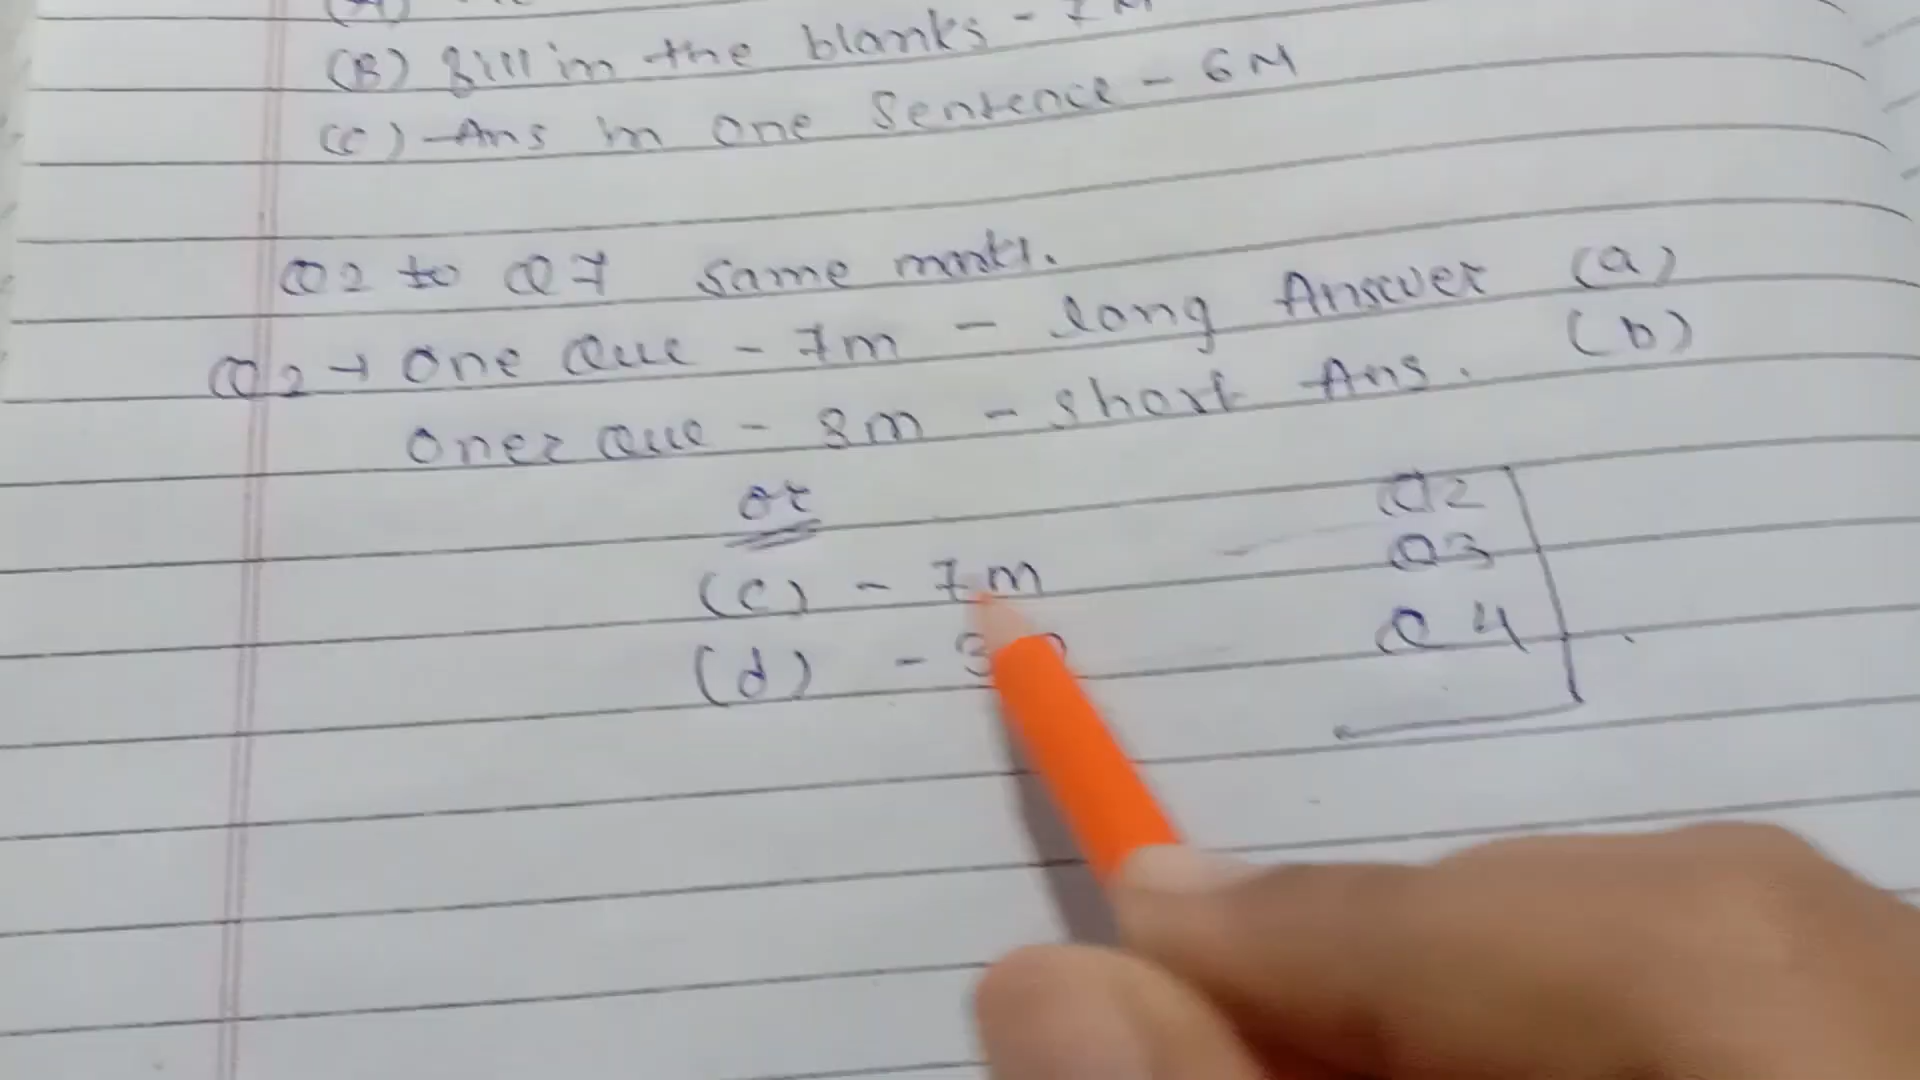 (B) fill in the blanks - 7M
(C) Ans in one Sentence - 6M
Q2 to Q7 same
Q2 → One Que - 7m - long Answer (a)
One Que - 3m - short Ans. (b)
or
(c) - 7m
(d) - 3
Q2
Q3
Q4